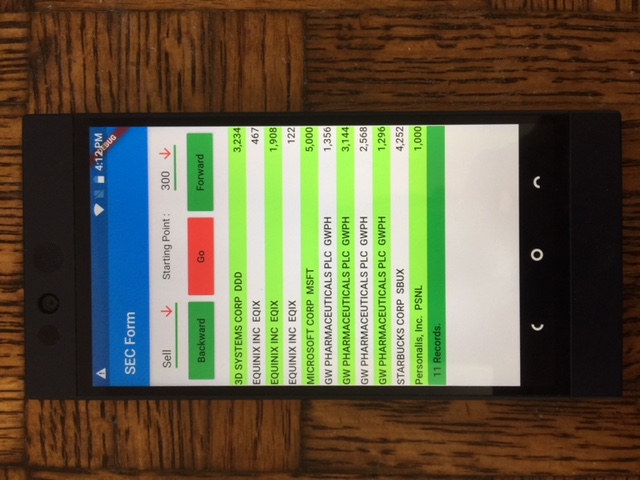 4:12 PM
DEBUG
SEC Form
Sell Starting Point : 300
Backward Go Forward
3D SYSTEMS CORP DDD 3,234
EQUINIX INC EQIX 467
EQUINIX INC EQIX 1,908
EQUINIX INC EQIX 122
MICROSOFT CORP MSFT 5,000
GW PHARMACEUTICALS PLC GWPH 1,356
GW PHARMACEUTICALS PLC GWPH 3,144
GW PHARMACEUTICALS PLC GWPH 2,568
GW PHARMACEUTICALS PLC GWPH 1,296
STARBUCKS CORP SBUX 4,252
Personalis, Inc. PSNL 1,000
11 Records.